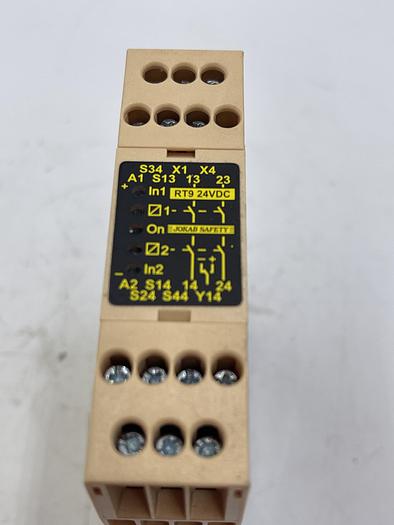 S34 X1 X4
A1 S13 13 23
+ In1 RT9 24VDC
1
On JOKAB SAFETY
2 +
- In2
A2 S14 14 24
S24 S44 Y14